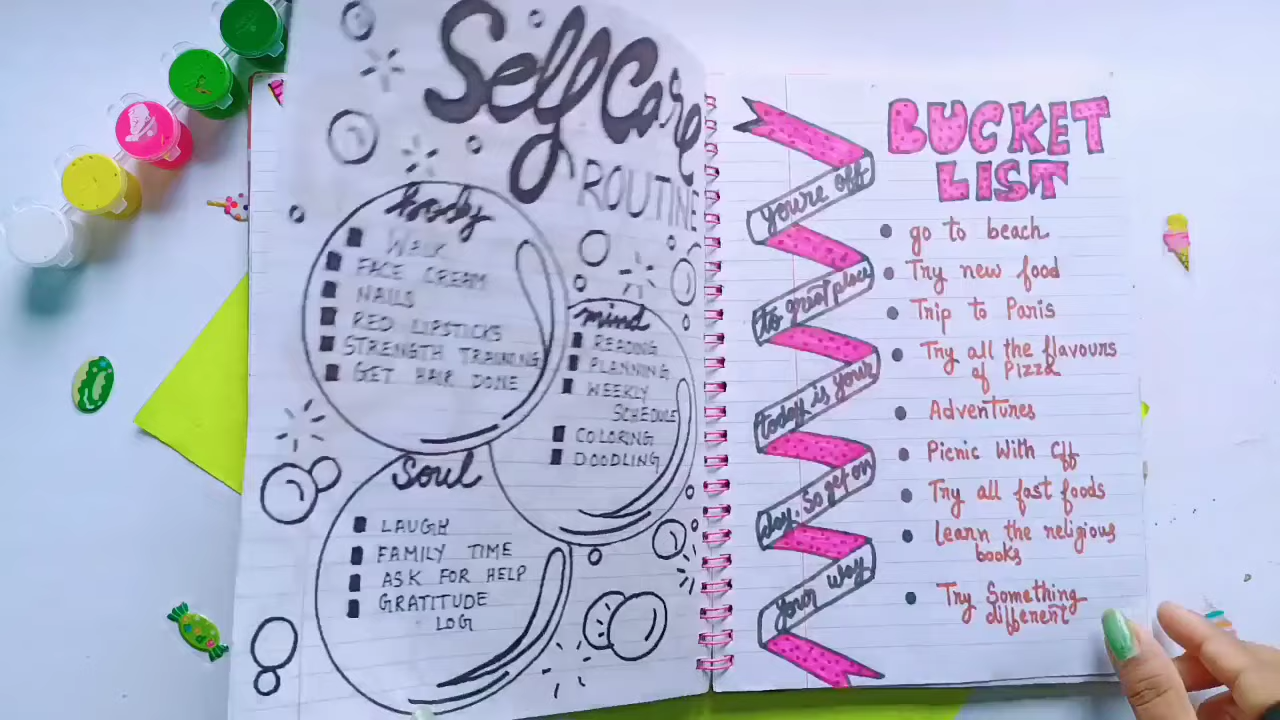 Self Care
ROUTINE
body
WALK
FACE CREAM
NAILS
RED LIPSTICKS
STRENGTH TRAINING
GET HAIR DONE
mind
READING
PLANNING
WEEKLY
SCHEDULE
COLORING
DOODLING
Soul
LAUGH
FAMILY TIME
ASK FOR HELP
GRATITUDE
LOG
you're off
to great place
today is your
day. So get on
your way
BUCKET
LIST
go to beach
Try new food
Trip to Paris
Try all the flavours
of Pizza
Adventures
Picnic With
Try all fast foods
Learn the religious
books
Try Something
different